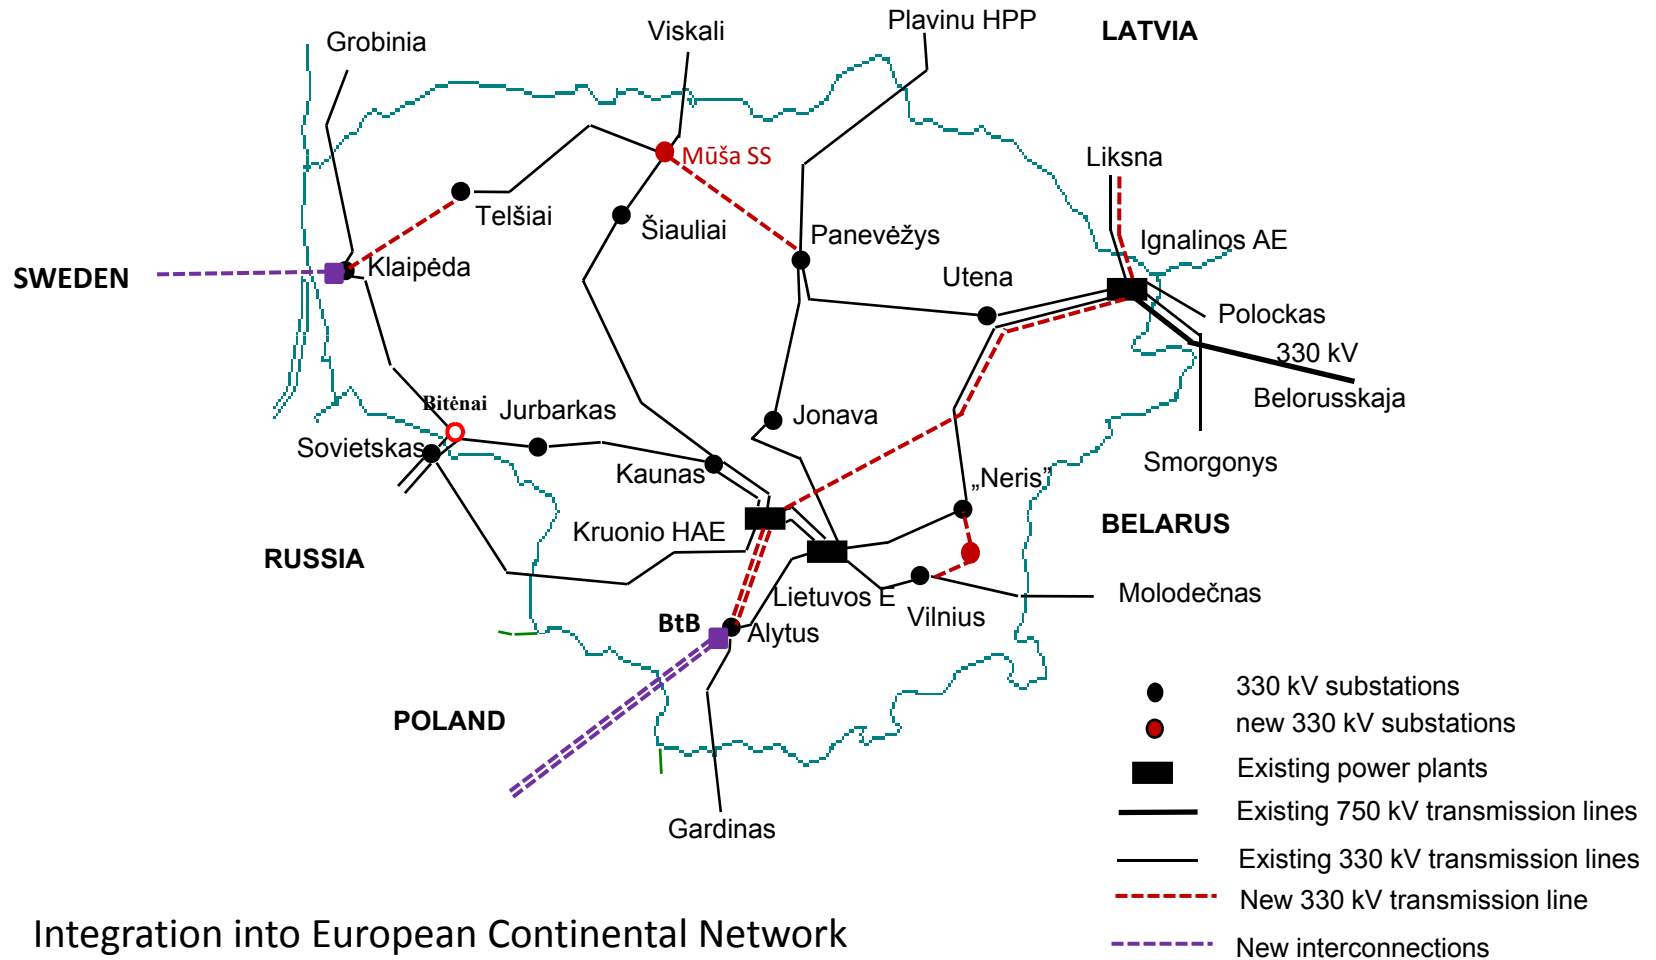 Grobinia
Viskali
Plavinu HPP
LATVIA
Mūša SS
Liksna
Telšiai
Šiauliai
Panevėžys
Ignalinos AE
SWEDEN
Klaipėda
Utena
Polockas
330 kV
Belorusskaja
Bitėnai
Jurbarkas
Jonava
Sovietskas
Kaunas
„Neris”
Smorgonys
Kruonio HAE
BELARUS
RUSSIA
Lietuvos E
Molodečnas
Vilnius
BtB
Alytus
POLAND
Gardinas
330 kV substations
new 330 kV substations
Existing power plants
Existing 750 kV transmission lines
Existing 330 kV transmission lines
New 330 kV transmission line
New interconnections
Integration into European Continental Network